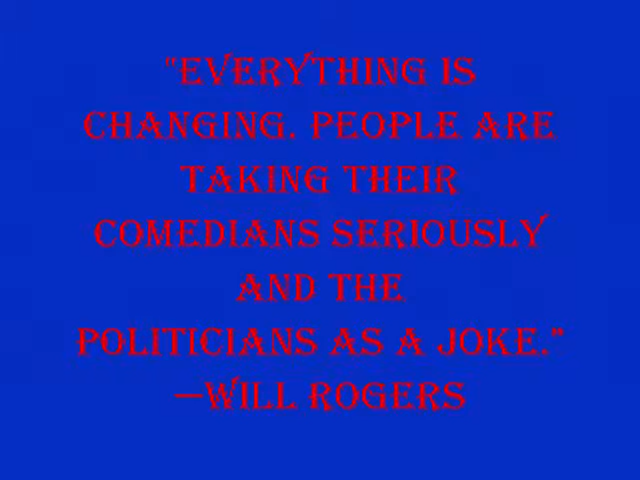 "EVERYTHING IS
CHANGING. PEOPLE ARE
TAKING THEIR
COMEDIANS SERIOUSLY
AND THE
POLITICIANS AS A JOKE."
—WILL ROGERS